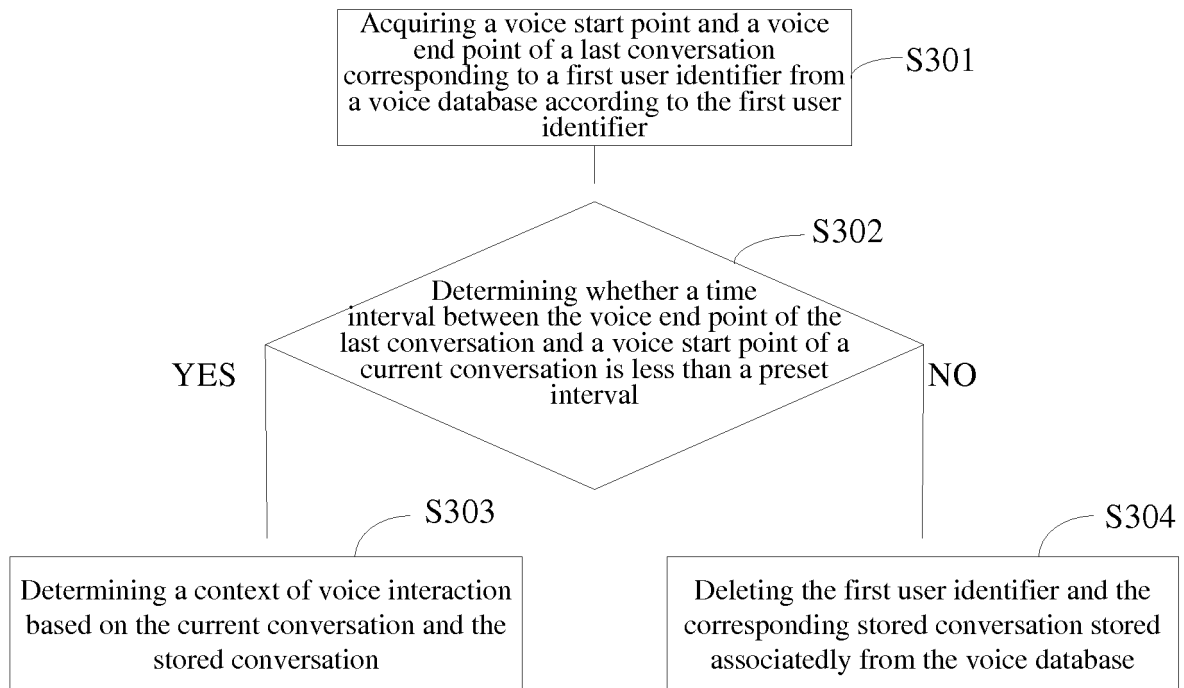 Acquiring a voice start point and a voice
end point of a last conversation
corresponding to a first user identifier from
a voice database according to the first user
identifier
S301
S302
Determining whether a time
interval between the voice end point of the
last conversation and a voice start point of a
current conversation is less than a preset
interval
YES
NO
S303
S304
Determining a context of voice interaction
based on the current conversation and the
stored conversation
Deleting the first user identifier and the
corresponding stored conversation stored
associatedly from the voice database